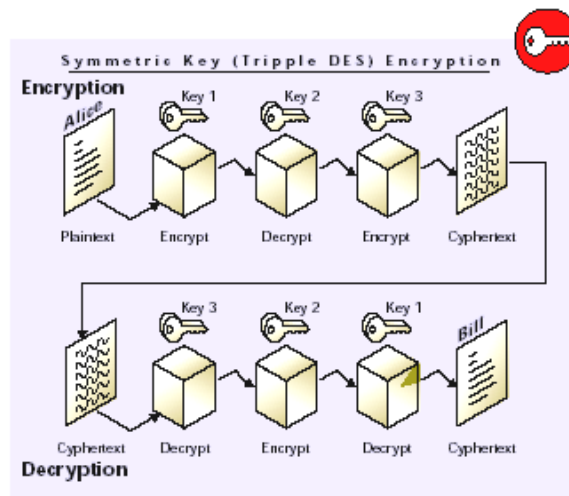 Symmetric Key (Tripple DES) Encryption
Encryption
Alice
Key 1 Key 2 Key 3
Plaintext Encrypt Decrypt Encrypt Cyphertext
Key 3 Key 2 Key 1
Bill
Cyphertext Decrypt Encrypt Decrypt Cyphertext
Decryption